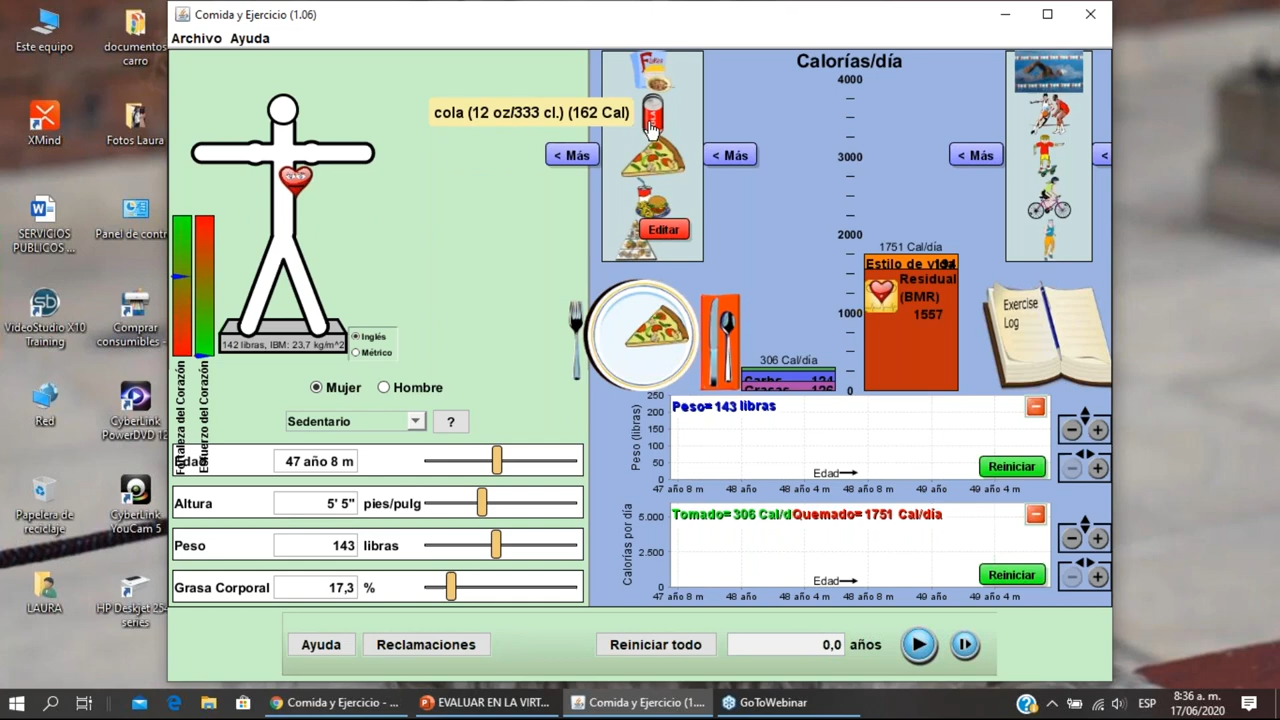 Este equipo
documentos
carro
XMind
Fotos Laura
SERVICIOS
PUBLICOS ...
Panel de contr
VideoStudio X10
Training
Comprar
consumibles -
Red
CyberLink
PowerDVD 12
Papelera de
reciclaje
CyberLink
YouCam 5
LAURA
HP Deskjet 25-
series
Comida y Ejercicio (1.06)
Archivo Ayuda
cola (12 oz/333 cl.) (162 Cal)
< Más
< Más
Editar
Calorías/día
4000
3000
2000
1000
0
< Más
<
1751 Cal/día
Estilo de vida
194
Residual
(BMR)
1557
306 Cal/día
Carbs 124
Grasas 126
Exercise
Log
142 libras, IBM: 23,7 kg/m^2
Inglés
Métrico
Fortaleza del Corazón
Esfuerzo del Corazón
Mujer Hombre
Sedentario ?
Edad 47 año 8 m
Altura 5' 5" pies/pulg
Peso 143 libras
Grasa Corporal 17,3 %
Peso (libras)
250
200
150
100
50
0
Peso= 143 libras
Edad
Reiniciar
47 año 8 m 48 año 48 año 4 m 48 año 8 m 49 año 49 año 4 m
Calorías por día
5.000
2.500
0
Tomado= 306 Cal/d Quemado= 1751 Cal/día
Edad
Reiniciar
47 año 8 m 48 año 48 año 4 m 48 año 8 m 49 año 49 año 4 m
Ayuda Reclamaciones Reiniciar todo 0,0 años
Comida y Ejercicio - ...
EVALUAR EN LA VIRT...
Comida y Ejercicio (1....
GoToWebinar
ESP
8:36 a. m.
17/06/2020